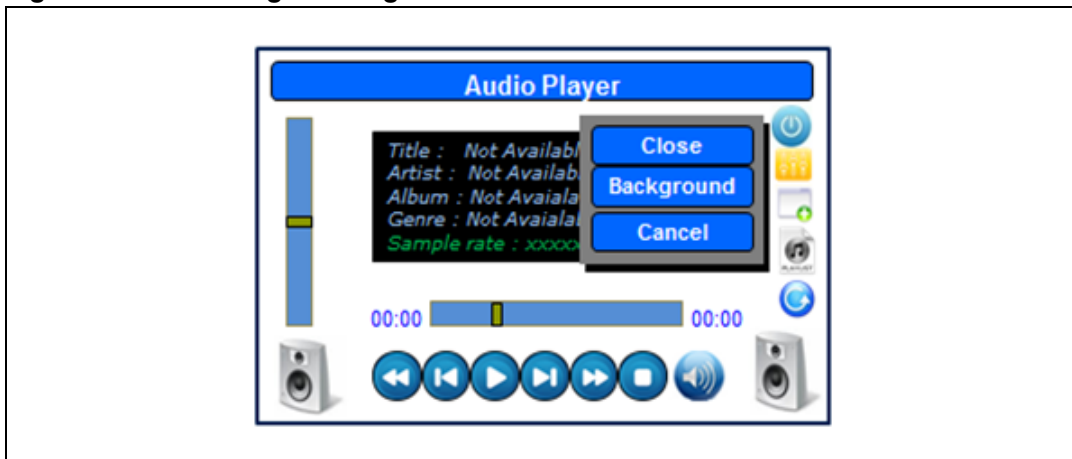 Audio Player
Title : Not Availabl
Artist : Not Availab
Album : Not Avaiala
Genre : Not Avaialal
Sample rate : xxxxx
Close
Background
Cancel
00:00
00:00
PLAYLIST